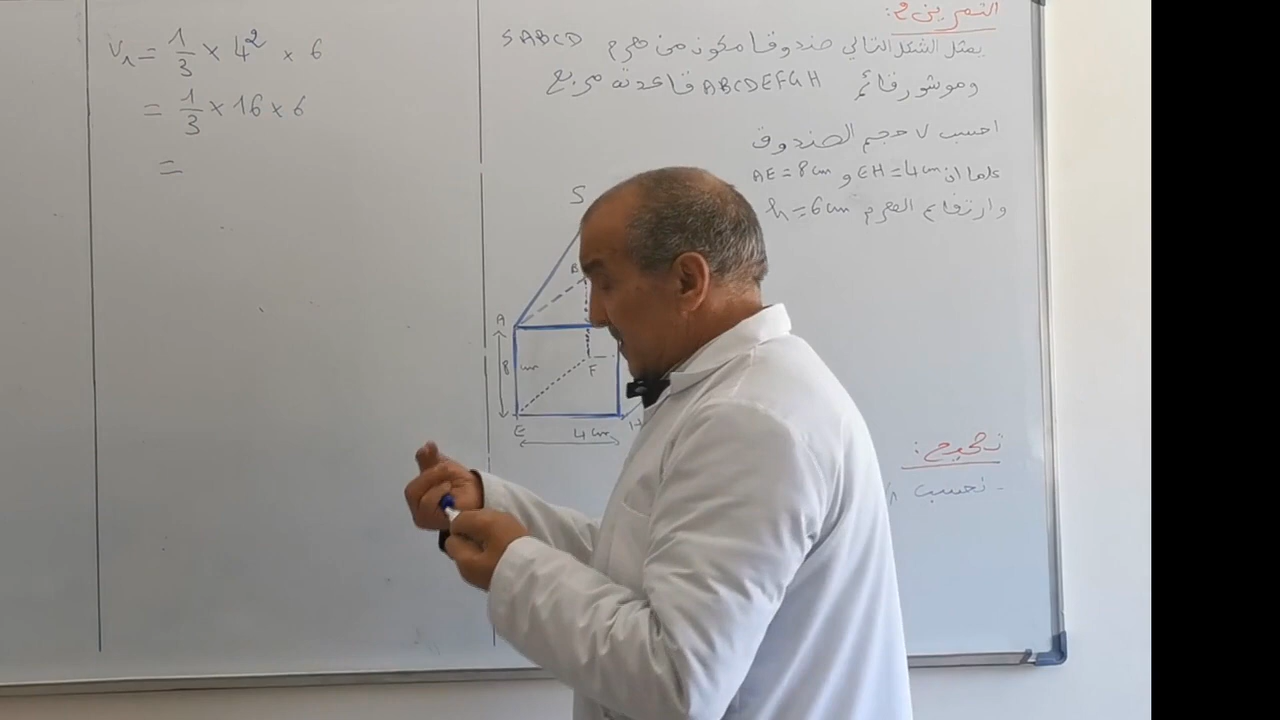 التمرين 2:
يمثل الشكل التالي صندوقا مكون من هرم SABCD
وموشور قائم ABCDEFGH قاعدته مربع
احسب V حجم الصندوق
علما ان EH = 4 cm و AE = 8 cm
وارتفاع الهرم h = 6 cm
S
B
A
8 cm
F
E
4 cm
H
تصحيح:
- نحسب
V₁ = 1/3 × 4² × 6
= 1/3 × 16 × 6
=